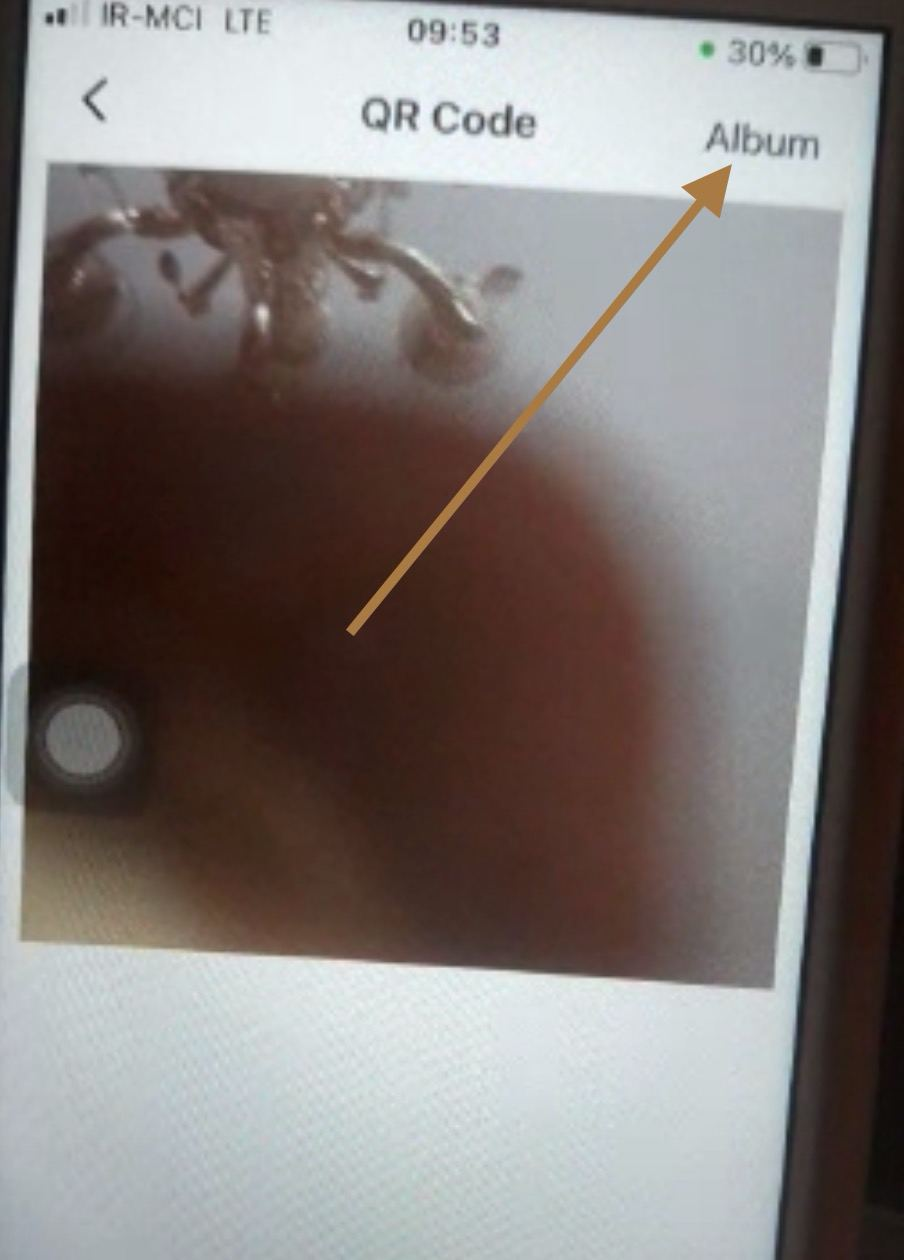 IR-MCI LTE 09:53 30%
QR Code
Album